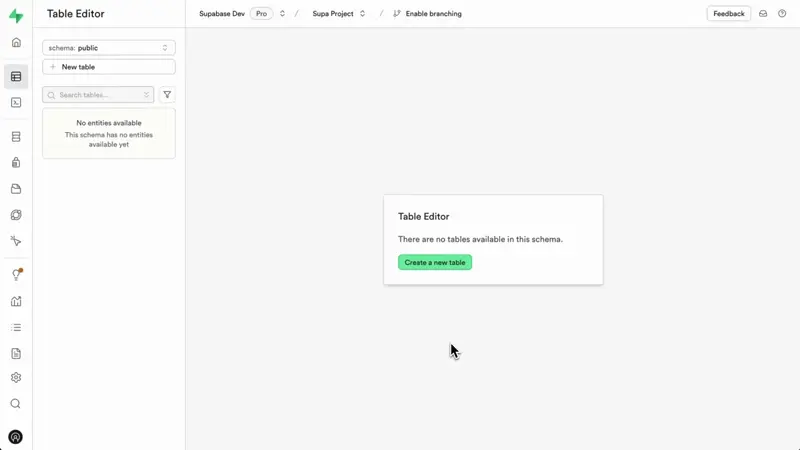 Table Editor
Supabase Dev
Pro
/
Supa Project
/
Enable branching
Feedback
schema: public
+ New table
Search tables...
No entities available
This schema has no entities
available yet
Table Editor
There are no tables available in this schema.
Create a new table